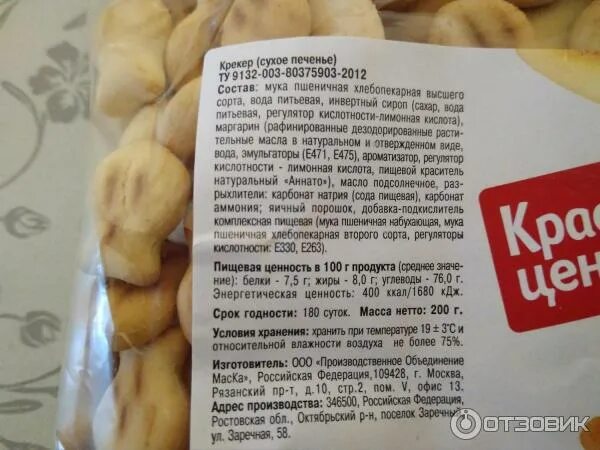 Крекер (сухое печенье)
ТУ 9132-003-80375903-2012
Состав: мука пшеничная хлебопекарная высшего
сорта, вода питьевая, инвертный сироп (сахар, вода
питьевая, регулятор кислотности-лимонная кислота),
маргарин (рафинированные дезодорированные расти-
тельные масла в натуральном и отвержденном виде,
вода, эмульгаторы (Е471, Е475), ароматизатор, регулятор
кислотности - лимонная кислота, пищевой краситель
натуральный «Аннато»), масло подсолнечное, раз-
рыхлители: карбонат натрия (сода пищевая), карбонат
аммония; яичный порошок, добавка-подкислитель
комплексная пищевая (мука пшеничная набухающая, мука
пшеничная хлебопекарная второго сорта, регуляторы
кислотности: Е330, Е263).
Пищевая ценность в 100 г продукта (среднее значе-
ние): белки - 7,5 г; жиры - 8,0 г; углеводы - 76,0 г.
Энергетическая ценность: 400 ккал/1680 кДж.
Срок годности: 180 суток. Масса нетто: 200 г.
Условия хранения: хранить при температуре 19 ± 3°С и
относительной влажности воздуха не более 75%.
Изготовитель: ООО «Производственное Объединение
МасКа», Российская Федерация,109428, г. Москва,
Рязанский пр-т, д.10, стр.2, пом. V, офис 13.
Адрес производства: 346500, Российская Федерация,
Ростовская обл., Октябрьский р-н, поселок Заречный,
ул. Заречная, 58.
Крас
цен
ОТЗОВИК